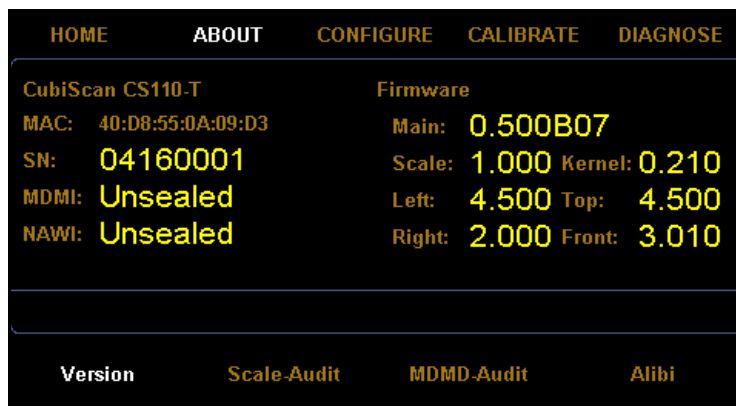 HOME ABOUT CONFIGURE CALIBRATE DIAGNOSE
CubiScan CS110-T Firmware
MAC: 40:D8:55:0A:09:D3 Main: 0.500B07
SN: 04160001 Scale: 1.000 Kernel: 0.210
MDMI: Unsealed Left: 4.500 Top: 4.500
NAWI: Unsealed Right: 2.000 Front: 3.010
Version Scale-Audit MDMD-Audit Alibi